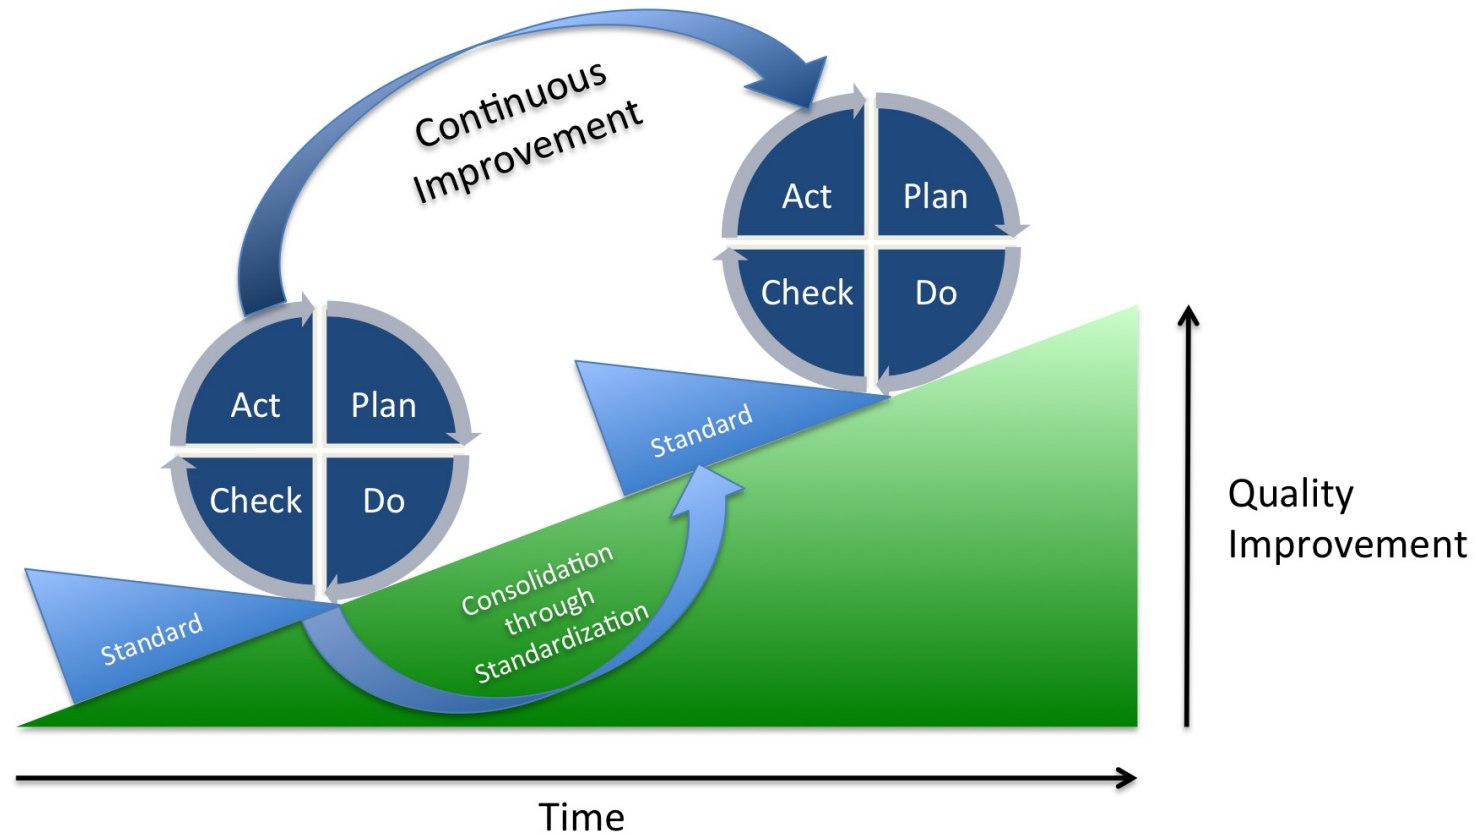 Continuous
Improvement
Act
Plan
Check
Do
Act
Plan
Check
Do
Standard
Standard
Consolidation
through
Standardization
Quality
Improvement
Time